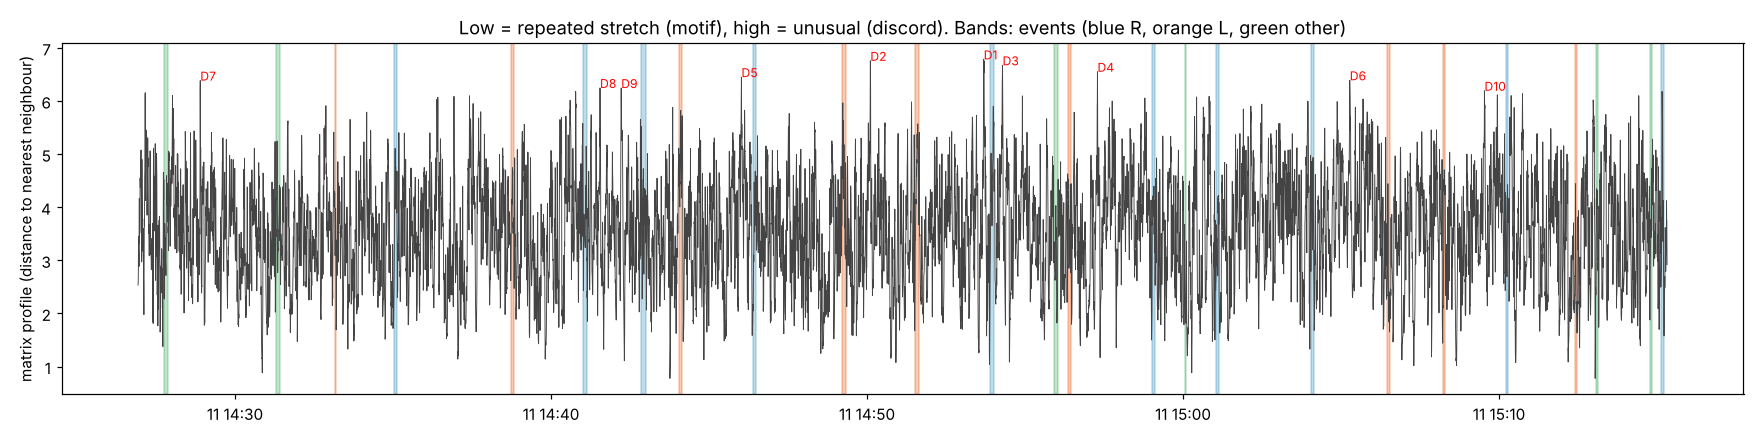 Low = repeated stretch (motif), high = unusual (discord). Bands: events (blue R, orange L, green other)
matrix profile (distance to nearest neighbour)
7
6
5
4
3
2
1
D7
D8
D9
D5
D2
D1
D3
D4
D6
D10
11 14:30
11 14:40
11 14:50
11 15:00
11 15:10